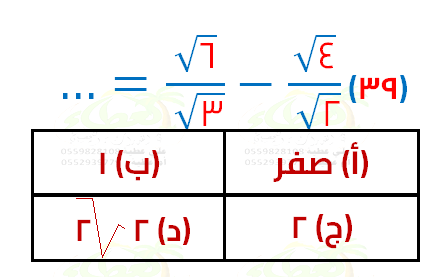 (٣٩) √٤/√٢ − √٦/√٣ = ...
(أ) صفر (ب) ١
(ج) ٢ (د) ٢√٢